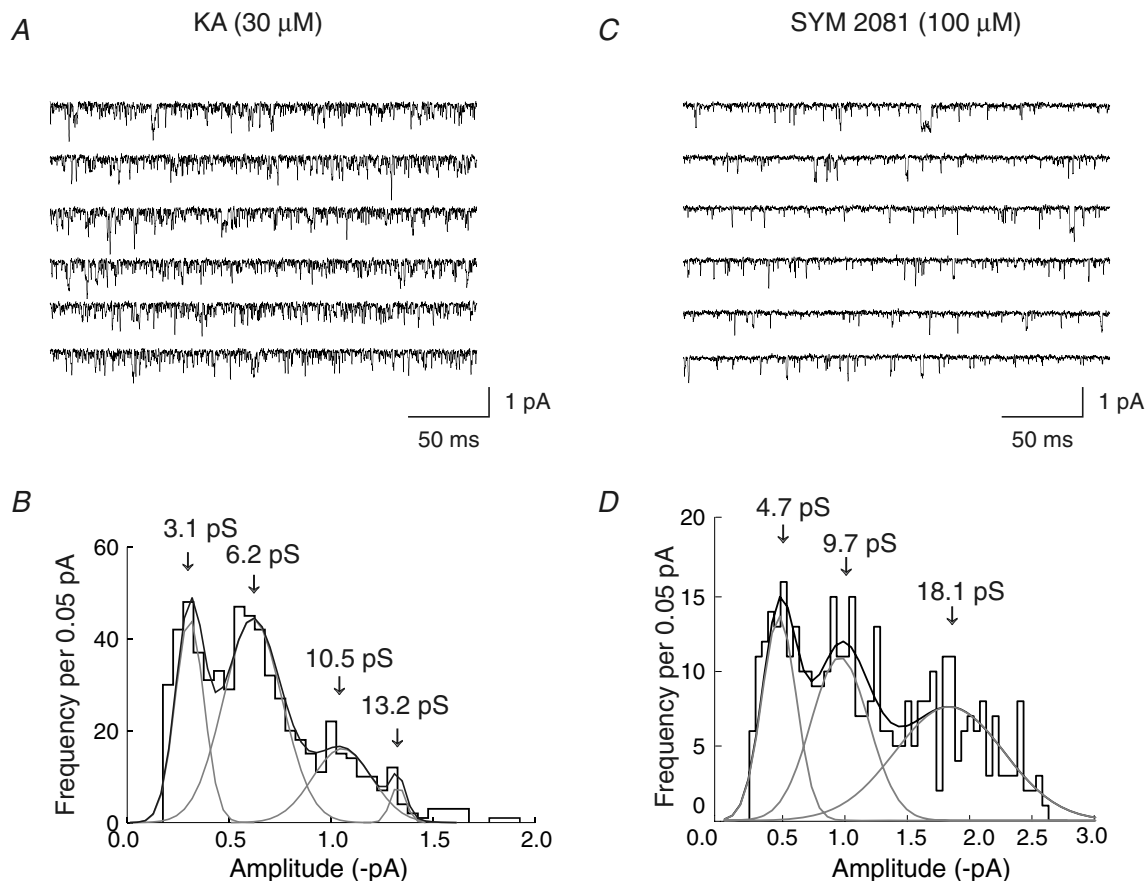 A
KA (30 μM)
C
SYM 2081 (100 μM)
1 pA
50 ms
1 pA
50 ms
B
Frequency per 0.05 pA
60
40
20
0
3.1 pS
6.2 pS
10.5 pS
13.2 pS
0.0
0.5
1.0
1.5
2.0
Amplitude (-pA)
D
Frequency per 0.05 pA
20
15
10
5
0
4.7 pS
9.7 pS
18.1 pS
0.0
0.5
1.0
1.5
2.0
2.5
3.0
Amplitude (-pA)